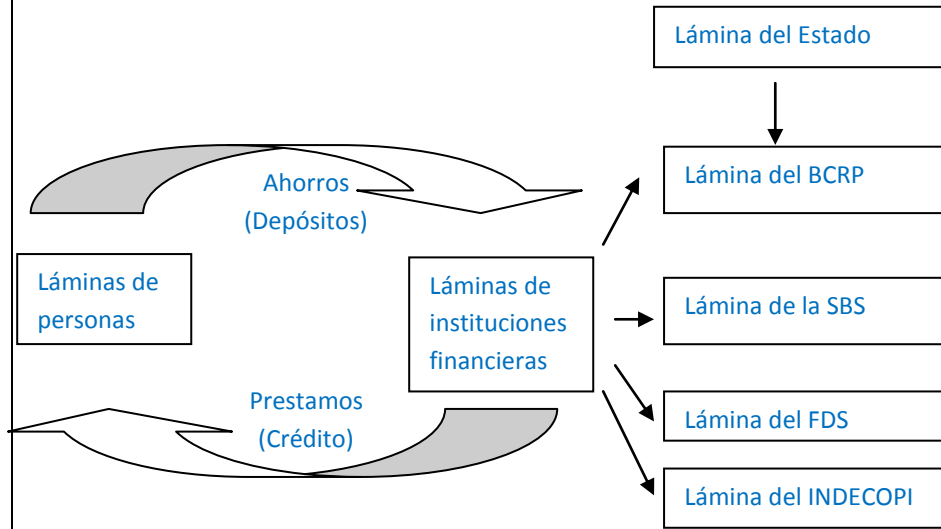 Lámina del Estado
Ahorros
(Depósitos)
Lámina del BCRP
Láminas de
personas
Láminas de
instituciones
financieras
Lámina de la SBS
Prestamos
(Crédito)
Lámina del FDS
Lámina del INDECOPI